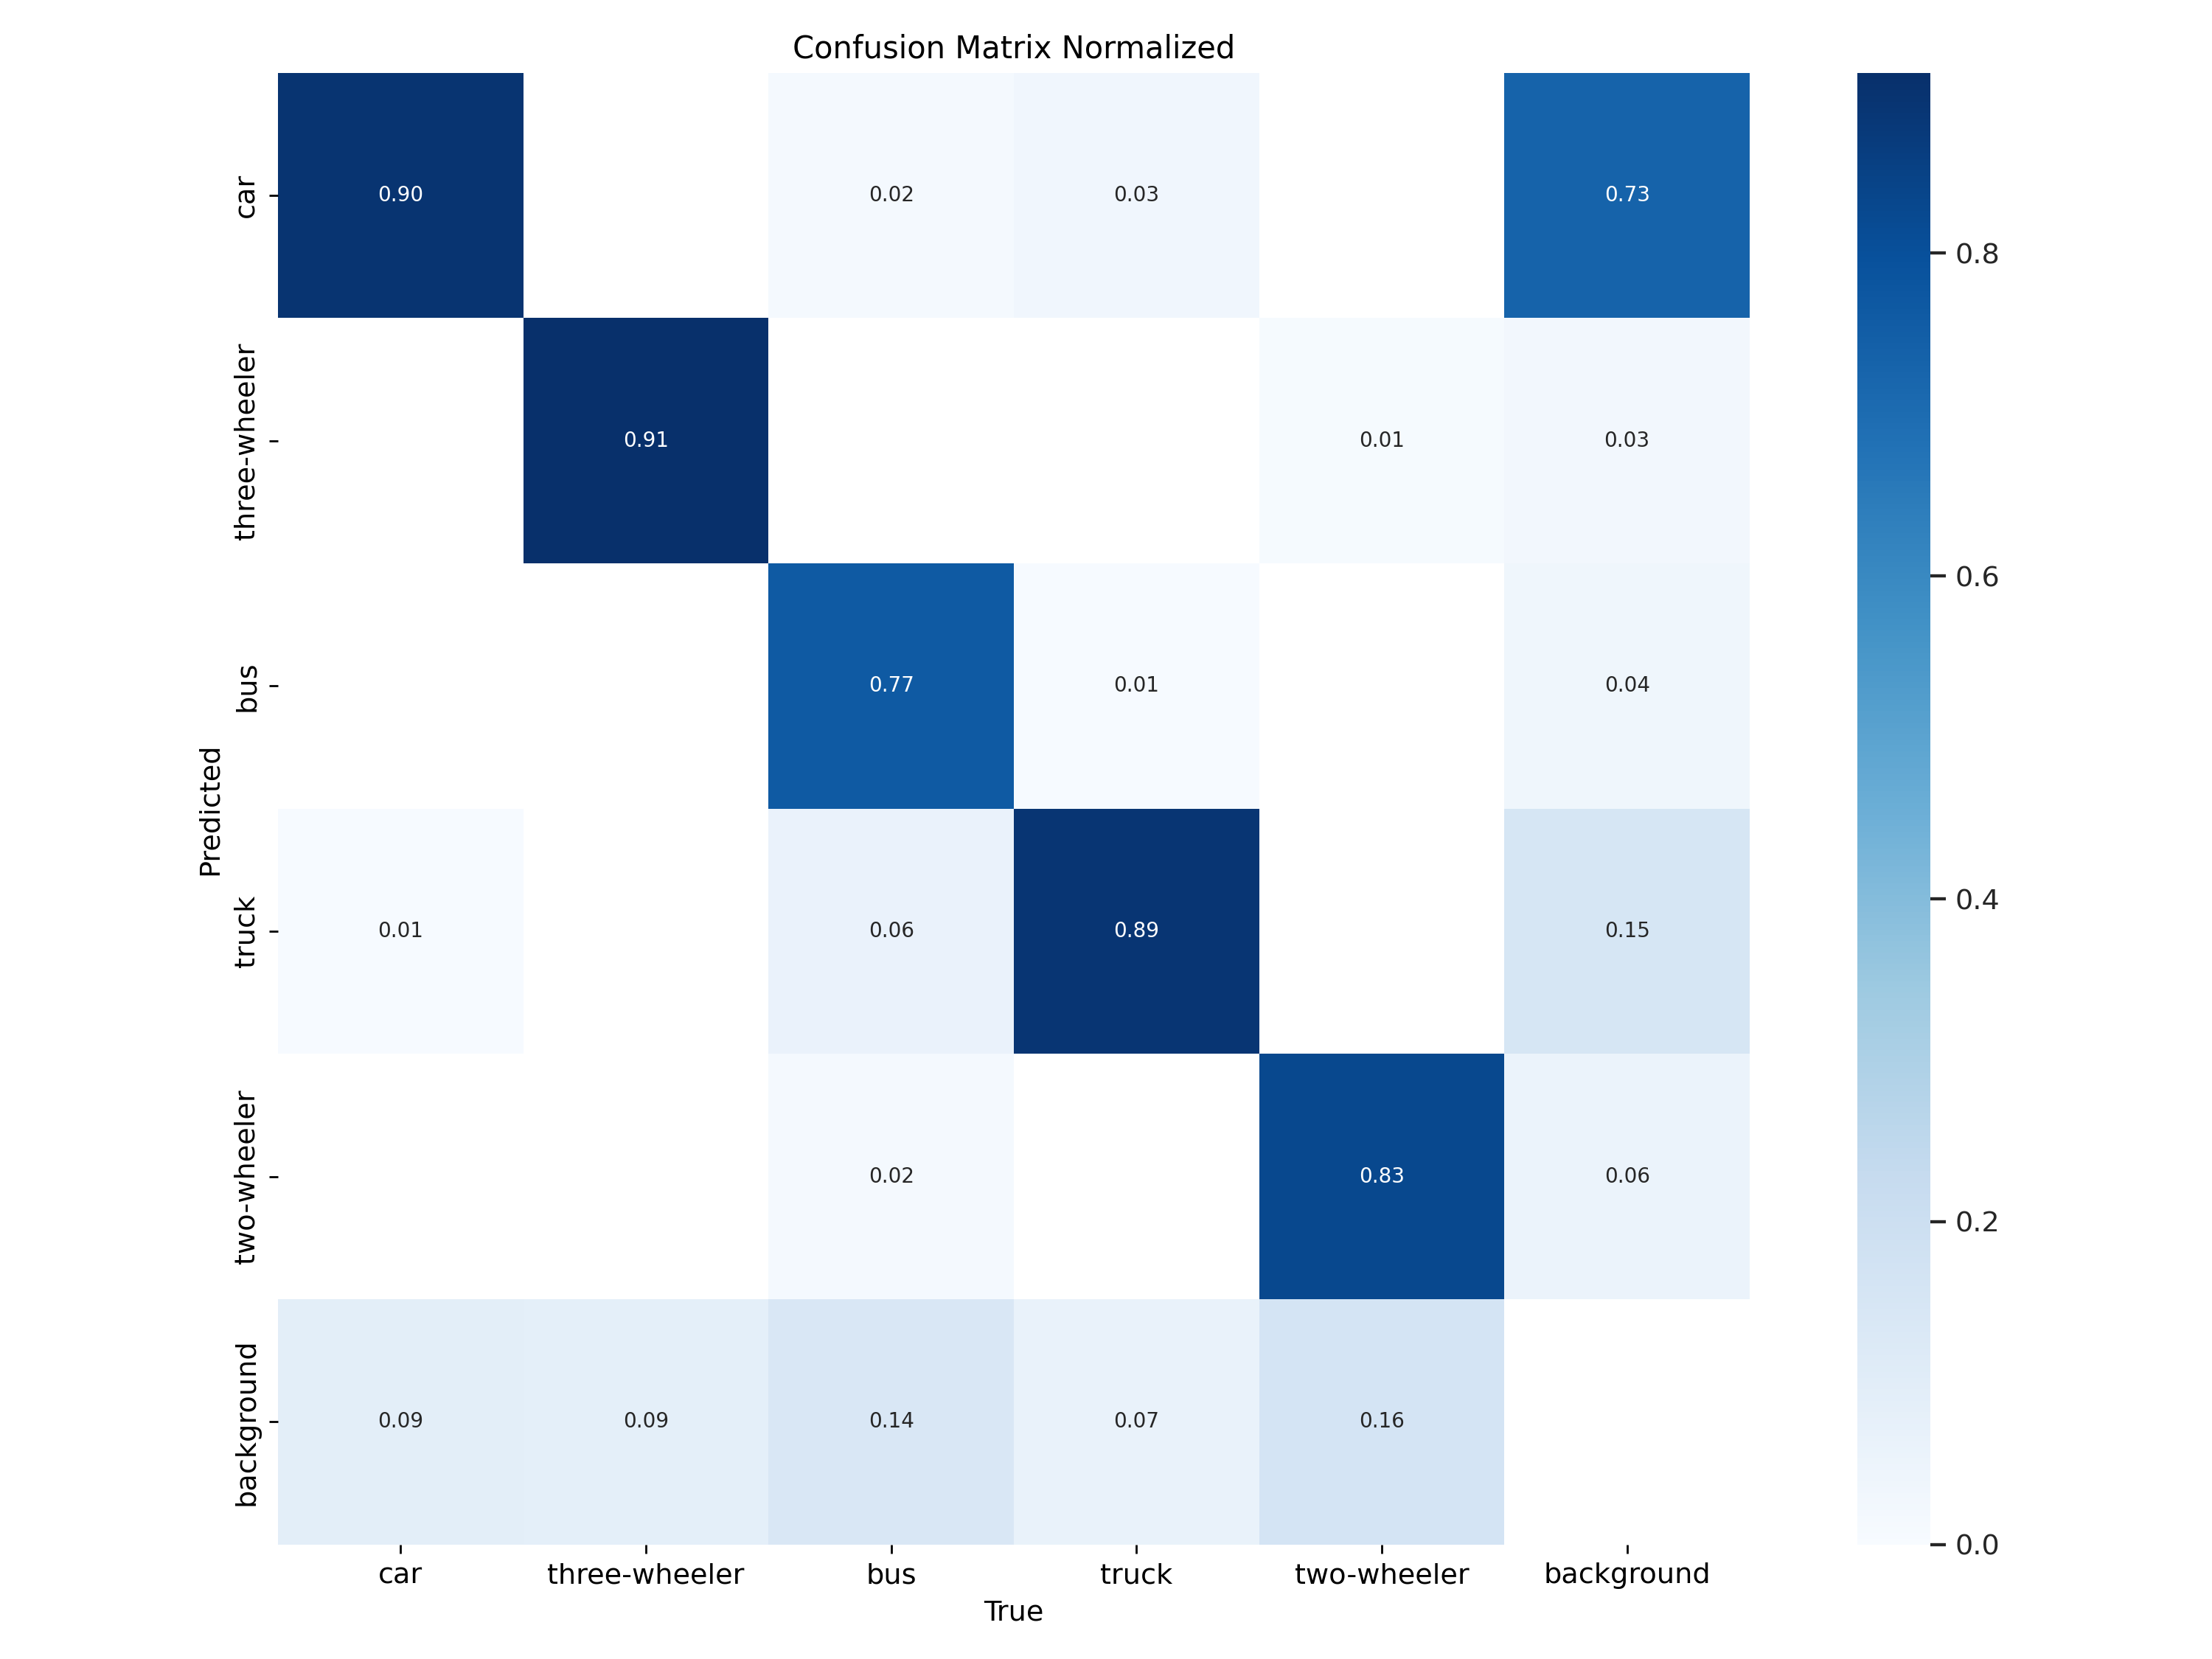 Confusion Matrix Normalized
car
0.90
0.02
0.03
0.73
0.8
three-wheeler
0.91
0.01
0.03
0.6
bus
0.77
0.01
0.04
Predicted
truck
0.01
0.06
0.89
0.15
0.4
two-wheeler
0.02
0.83
0.06
0.2
background
0.09
0.09
0.14
0.07
0.16
0.0
car
three-wheeler
bus
truck
two-wheeler
background
True